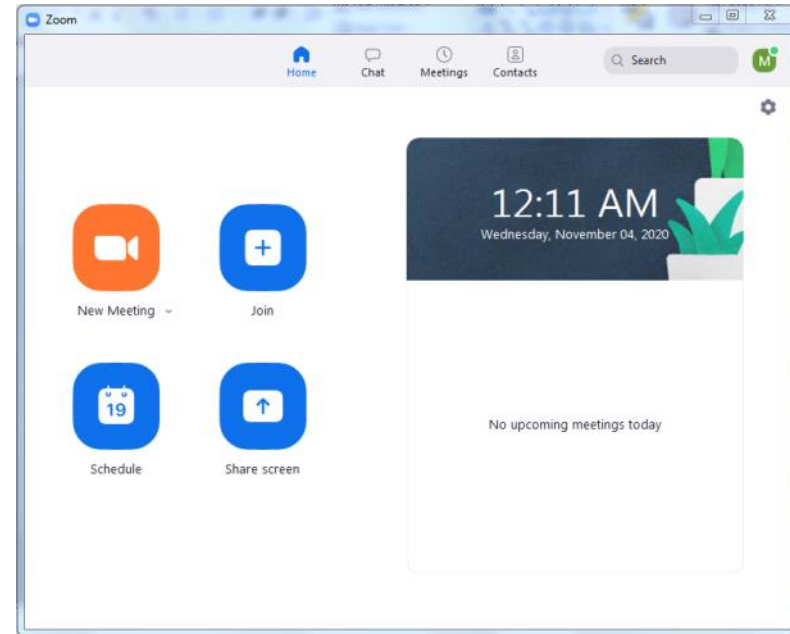 Zoom
Home
Chat
Meetings
Contacts
Search
M
12:11 AM
Wednesday, November 04, 2020
New Meeting
Join
19
Schedule
Share screen
No upcoming meetings today